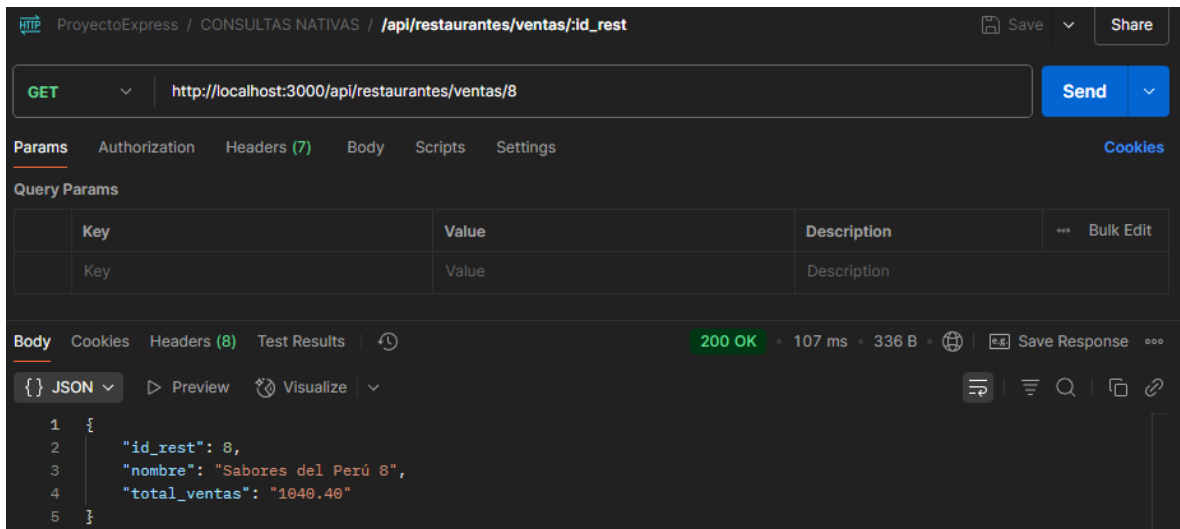 HTTP ProyectoExpress / CONSULTAS NATIVAS / /api/restaurantes/ventas/:id_rest Save Share
GET http://localhost:3000/api/restaurantes/ventas/8 Send
Params Authorization Headers (7) Body Scripts Settings Cookies
Query Params
Key Value Description Bulk Edit
Key Value Description
Body Cookies Headers (8) Test Results 200 OK • 107 ms • 336 B • e.g. Save Response
{} JSON Preview Visualize
1 {
2 "id_rest": 8,
3 "nombre": "Sabores del Perú 8",
4 "total_ventas": "1040.40"
5 }